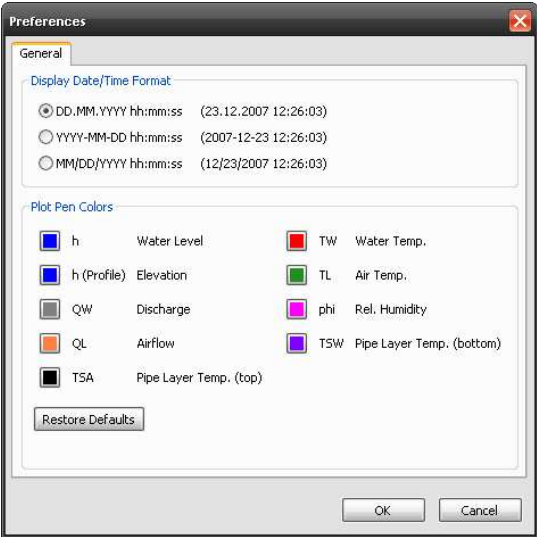 Preferences
General
Display Date/Time Format
DD.MM.YYYY hh:mm:ss (23.12.2007 12:26:03)
YYYY-MM-DD hh:mm:ss (2007-12-23 12:26:03)
MM/DD/YYYY hh:mm:ss (12/23/2007 12:26:03)
Plot Pen Colors
h Water Level TW Water Temp.
h (Profile) Elevation TL Air Temp.
QW Discharge phi Rel. Humidity
QL Airflow TSW Pipe Layer Temp. (bottom)
TSA Pipe Layer Temp. (top)
Restore Defaults
OK Cancel